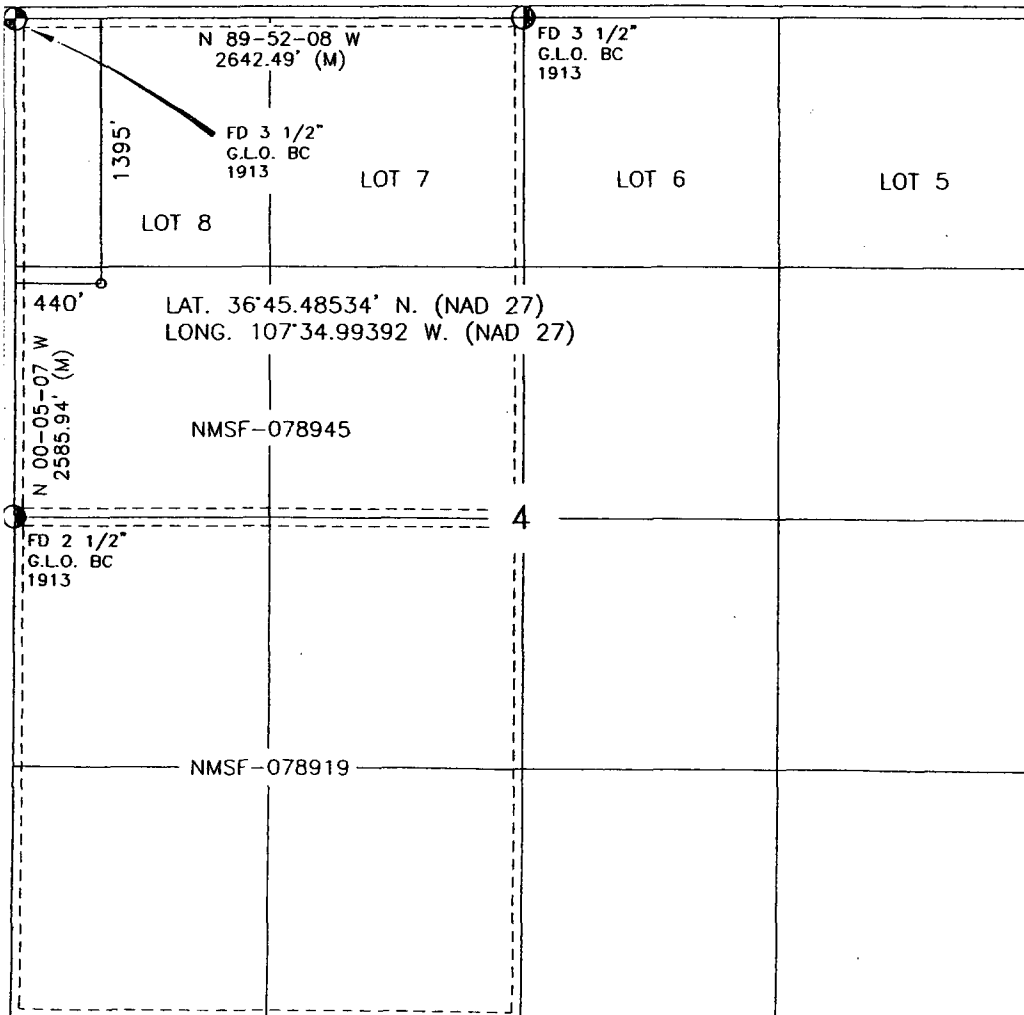 N 89-52-08 W
2642.49' (M)
FD 3 1/2"
G.L.O. BC
1913
FD 3 1/2"
G.L.O. BC
1913
1395'
LOT 8
LOT 7
LOT 6
LOT 5
440'
LAT. 36°45.48534' N. (NAD 27)
LONG. 107°34.99392 W. (NAD 27)
N 00-05-07 W
2585.94' (M)
NMSF-078945
4
FD 2 1/2"
G.L.O. BC
1913
NMSF-078919